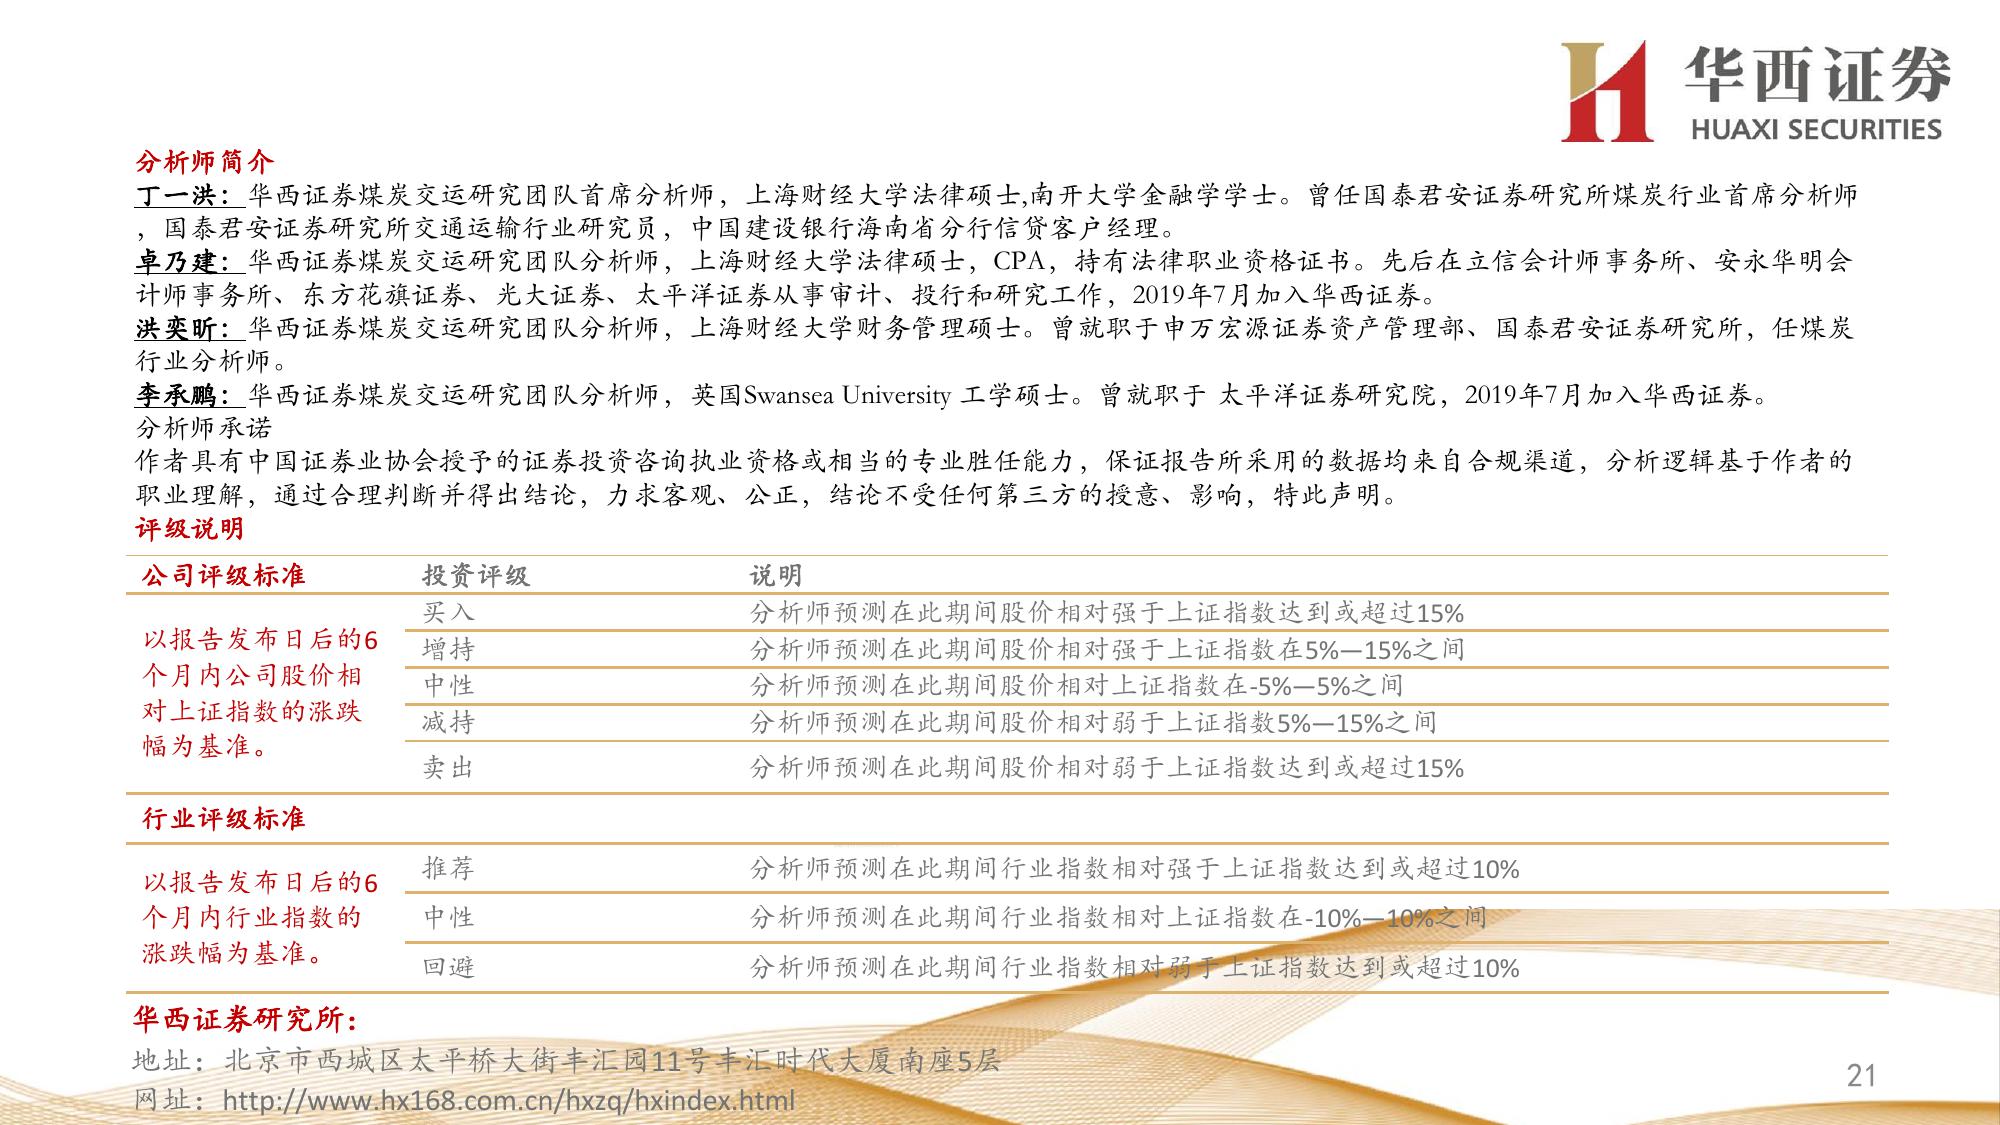 华西证券
HUAXI SECURITIES
分析师简介
丁一洪：华西证券煤炭交运研究团队首席分析师，上海财经大学法律硕士,南开大学金融学学士。曾任国泰君安证券研究所煤炭行业首席分析师
，国泰君安证券研究所交通运输行业研究员，中国建设银行海南省分行信贷客户经理。
卓乃建：华西证券煤炭交运研究团队分析师，上海财经大学法律硕士，CPA，持有法律职业资格证书。先后在立信会计师事务所、安永华明会
计师事务所、东方花旗证券、光大证券、太平洋证券从事审计、投行和研究工作，2019年7月加入华西证券。
洪奕昕：华西证券煤炭交运研究团队分析师，上海财经大学财务管理硕士。曾就职于申万宏源证券资产管理部、国泰君安证券研究所，任煤炭
行业分析师。
李承鹏：华西证券煤炭交运研究团队分析师，英国Swansea University 工学硕士。曾就职于 太平洋证券研究院，2019年7月加入华西证券。
分析师承诺
作者具有中国证券业协会授予的证券投资咨询执业资格或相当的专业胜任能力，保证报告所采用的数据均来自合规渠道，分析逻辑基于作者的
职业理解，通过合理判断并得出结论，力求客观、公正，结论不受任何第三方的授意、影响，特此声明。
评级说明
公司评级标准 投资评级 说明
以报告发布日后的6
个月内公司股价相
对上证指数的涨跌
幅为基准。
买入 分析师预测在此期间股价相对强于上证指数达到或超过15%
增持 分析师预测在此期间股价相对强于上证指数在5%—15%之间
中性 分析师预测在此期间股价相对上证指数在-5%—5%之间
减持 分析师预测在此期间股价相对弱于上证指数5%—15%之间
卖出 分析师预测在此期间股价相对弱于上证指数达到或超过15%
行业评级标准
以报告发布日后的6
个月内行业指数的
涨跌幅为基准。
推荐 分析师预测在此期间行业指数相对强于上证指数达到或超过10%
中性 分析师预测在此期间行业指数相对上证指数在-10%—10%之间
回避 分析师预测在此期间行业指数相对弱于上证指数达到或超过10%
华西证券研究所：
地址：北京市西城区太平桥大街丰汇园11号丰汇时代大厦南座5层
网址：http://www.hx168.com.cn/hxzq/hxindex.html
21